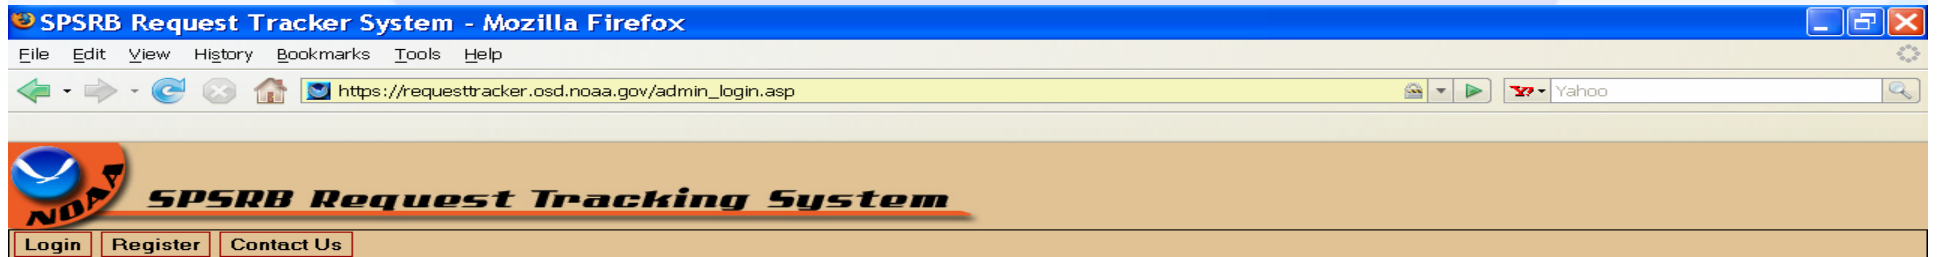 SPSRB Request Tracker System - Mozilla Firefox
File Edit View History Bookmarks Tools Help
https://requesttracker.osd.noaa.gov/admin_login.asp Yahoo
NOAA
SPSRB Request Tracking System
Login Register Contact Us